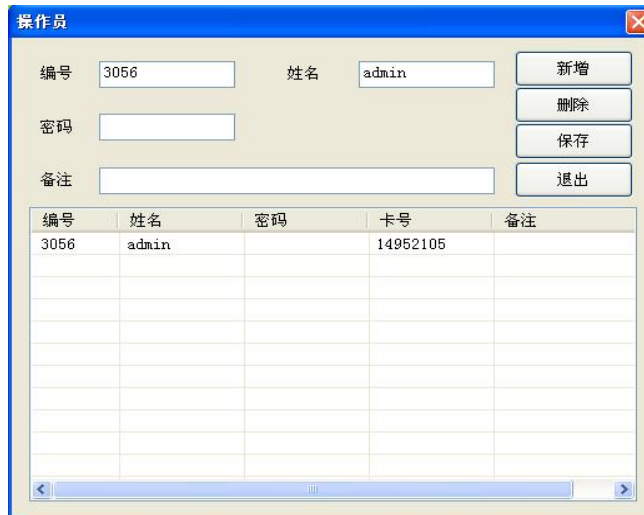 操作员
编号 3056 姓名 admin 新增
删除
密码
保存
备注 退出
编号 姓名 密码 卡号 备注
3056 admin 14952105